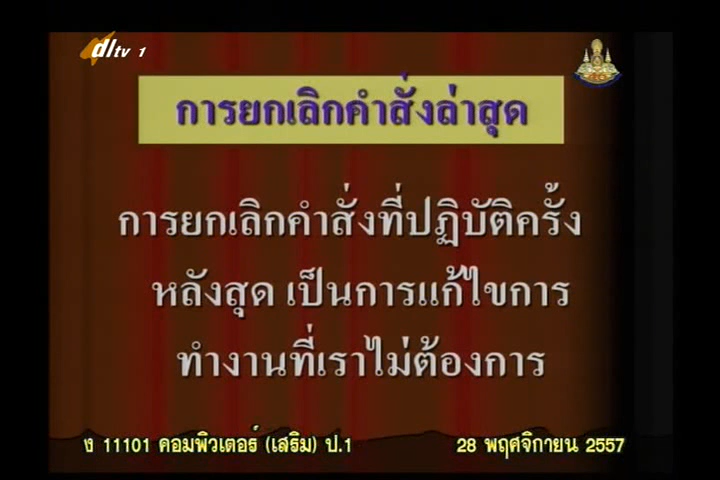 dltv 1
การยกเลิกคำสั่งล่าสุด
การยกเลิกคำสั่งที่ปฏิบัติครั้ง
หลังสุด เป็นการแก้ไขการ
ทำงานที่เราไม่ต้องการ
ง 11101 คอมพิวเตอร์ (เสริม) ป.1 28 พฤศจิกายน 2557